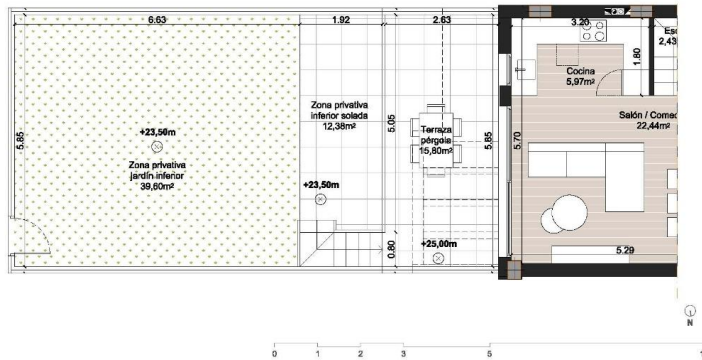 6.63
1.92
2.63
3.20
Cocina
5,97m²
1.80
2,43
Zona privativa
inferior solada
12,38m²
Salón / Comed
22,44m²
+23,50m
5.85
Zona privativa
jardín inferior
39,60m²
5.05
Terraza
pérgola
15,80m²
5.85
5.70
+23,50m
0.80
+25,00m
5.29
N
0
1
2
3
5